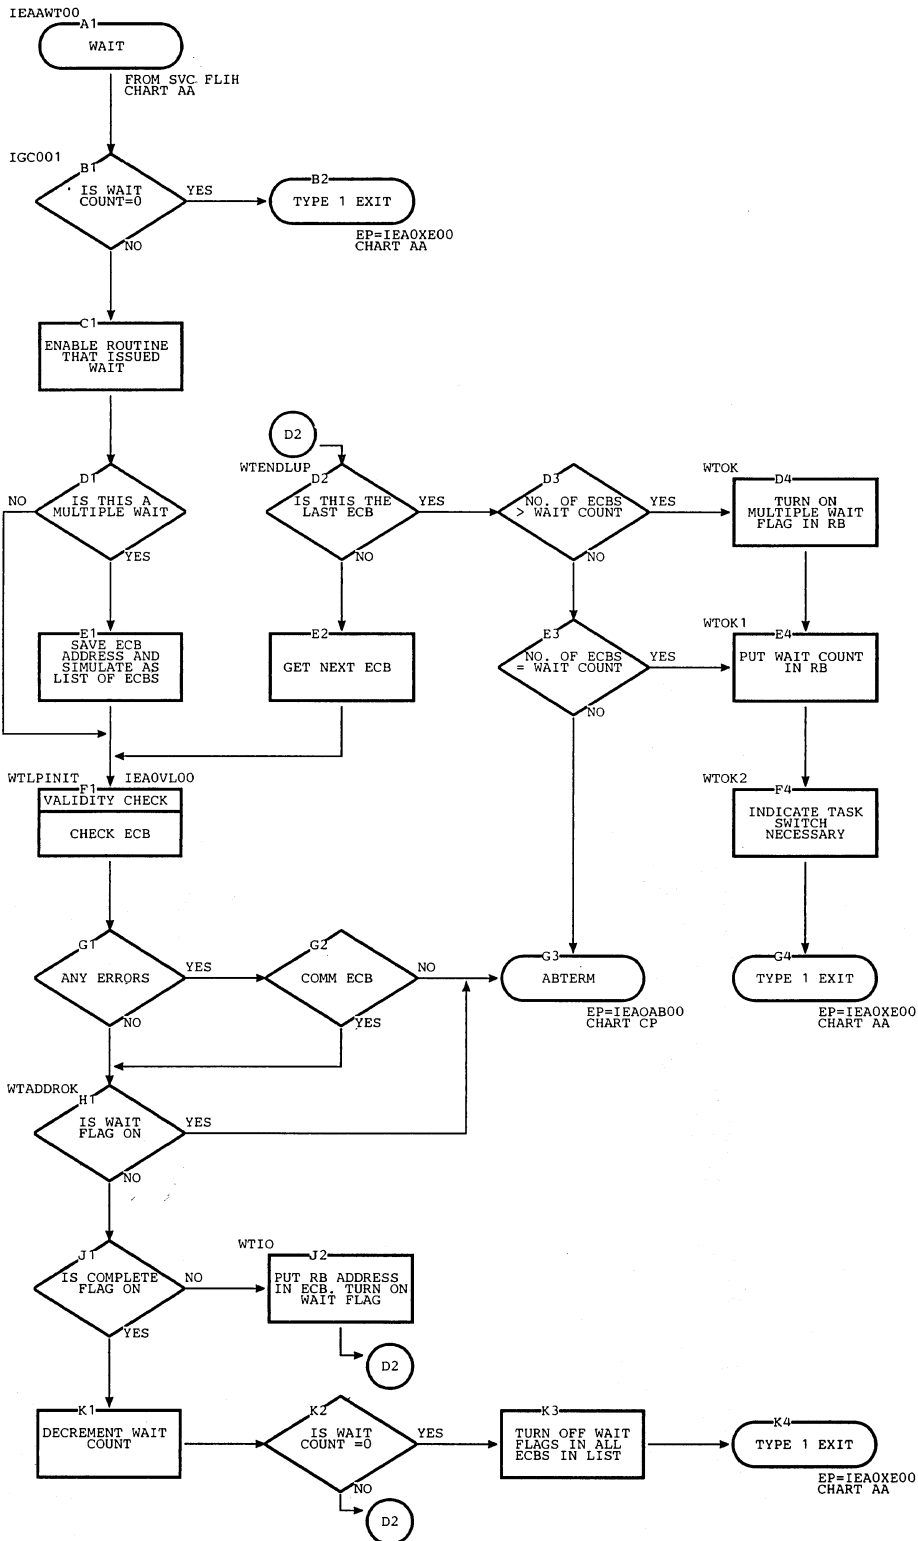 IEAAWT00
A1
WAIT
FROM SVC FLIH
CHART AA
IGC001
B1
IS WAIT
COUNT=0
YES
NO
B2
TYPE 1 EXIT
EP=IEA0XE00
CHART AA
C1
ENABLE ROUTINE
THAT ISSUED
WAIT
D1
IS THIS A
MULTIPLE WAIT
NO
YES
D2
WTENDLUP
D2
IS THIS THE
LAST ECB
YES
NO
D3
NO. OF ECBS
> WAIT COUNT
YES
NO
WTOK
D4
TURN ON
MULTIPLE WAIT
FLAG IN RB
E1
SAVE ECB
ADDRESS AND
SIMULATE AS
LIST OF ECBS
E2
GET NEXT ECB
E3
NO. OF ECBS
= WAIT COUNT
YES
NO
WTOK1
E4
PUT WAIT COUNT
IN RB
WTLPINIT
IEA0VL00
F1
VALIDITY CHECK
CHECK ECB
WTOK2
F4
INDICATE TASK
SWITCH
NECESSARY
G1
ANY ERRORS
YES
NO
G2
COMM ECB
NO
YES
G3
ABTERM
EP=IEAOAB00
CHART CP
G4
TYPE 1 EXIT
EP=IEA0XE00
CHART AA
WTADDROK
H1
IS WAIT
FLAG ON
YES
NO
J1
IS COMPLETE
FLAG ON
NO
YES
WTIO
J2
PUT RB ADDRESS
IN ECB. TURN ON
WAIT FLAG
D2
K1
DECREMENT WAIT
COUNT
K2
IS WAIT
COUNT =0
YES
NO
D2
K3
TURN OFF WAIT
FLAGS IN ALL
ECBS IN LIST
K4
TYPE 1 EXIT
EP=IEA0XE00
CHART AA